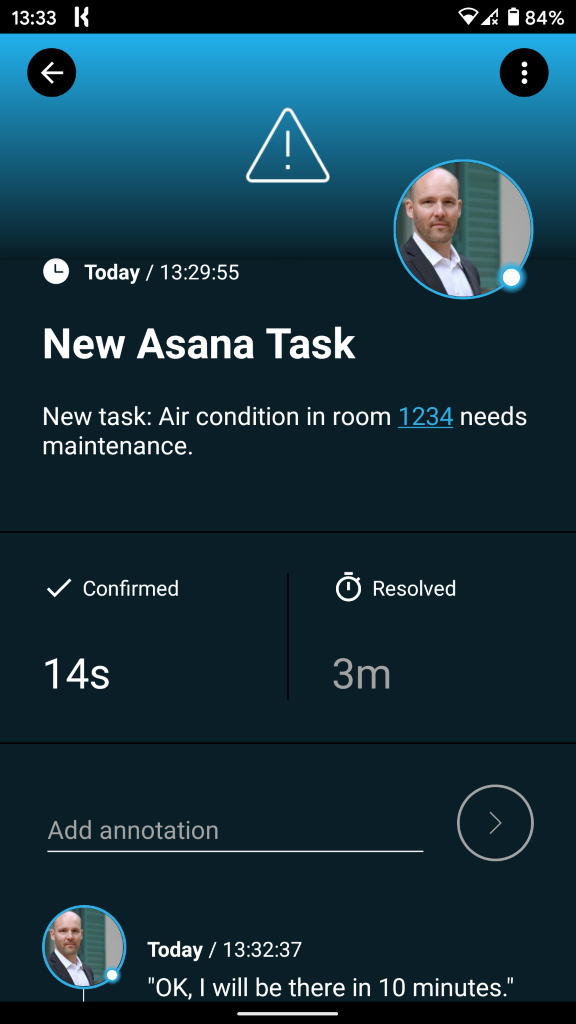 13:33 84%
Today / 13:29:55
New Asana Task
New task: Air condition in room 1234 needs
maintenance.
Confirmed Resolved
14s 3m
Add annotation
Today / 13:32:37
"OK, I will be there in 10 minutes."